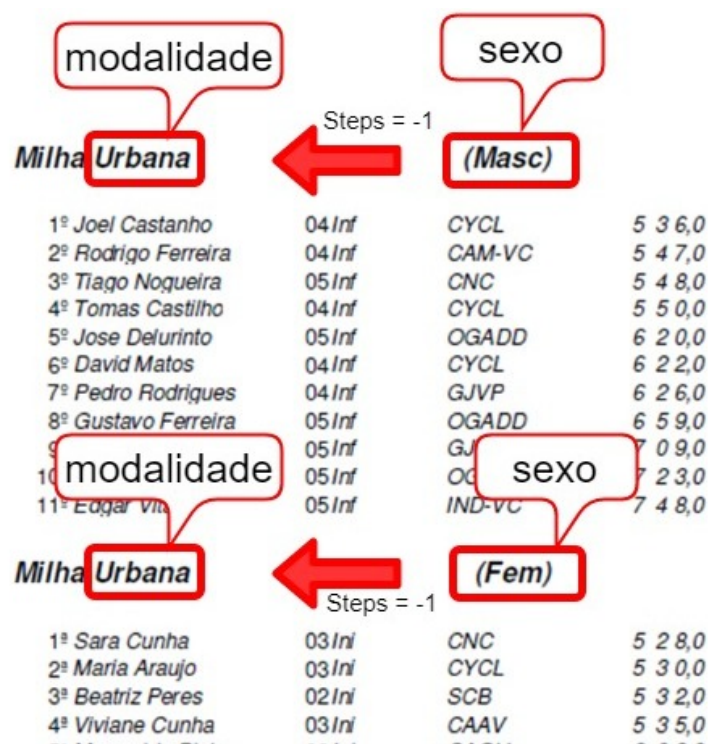 modalidade sexo
Steps = -1
Milha Urbana (Masc)
1º Joel Castanho 04 Inf CYCL 5 3 6,0
2º Rodrigo Ferreira 04 Inf CAM-VC 5 4 7,0
3º Tiago Nogueira 05 Inf CNC 5 4 8,0
4º Tomas Castilho 04 Inf CYCL 5 5 0,0
5º Jose Delurinto 05 Inf OGADD 6 2 0,0
6º David Matos 04 Inf CYCL 6 2 2,0
7º Pedro Rodrigues 04 Inf GJVP 6 2 6,0
8º Gustavo Ferreira 05 Inf OGADD 6 5 9,0
05 Inf 0 9,0
modalidade sexo
05 Inf 2 3,0
11º Edgar 05 Inf IND-VC 7 4 8,0
Milha Urbana (Fem)
Steps = -1
1ª Sara Cunha 03 Ini CNC 5 2 8,0
2ª Maria Araujo 03 Ini CYCL 5 3 0,0
3ª Beatriz Peres 02 Ini SCB 5 3 2,0
4ª Viviane Cunha 03 Ini CAAV 5 3 5,0